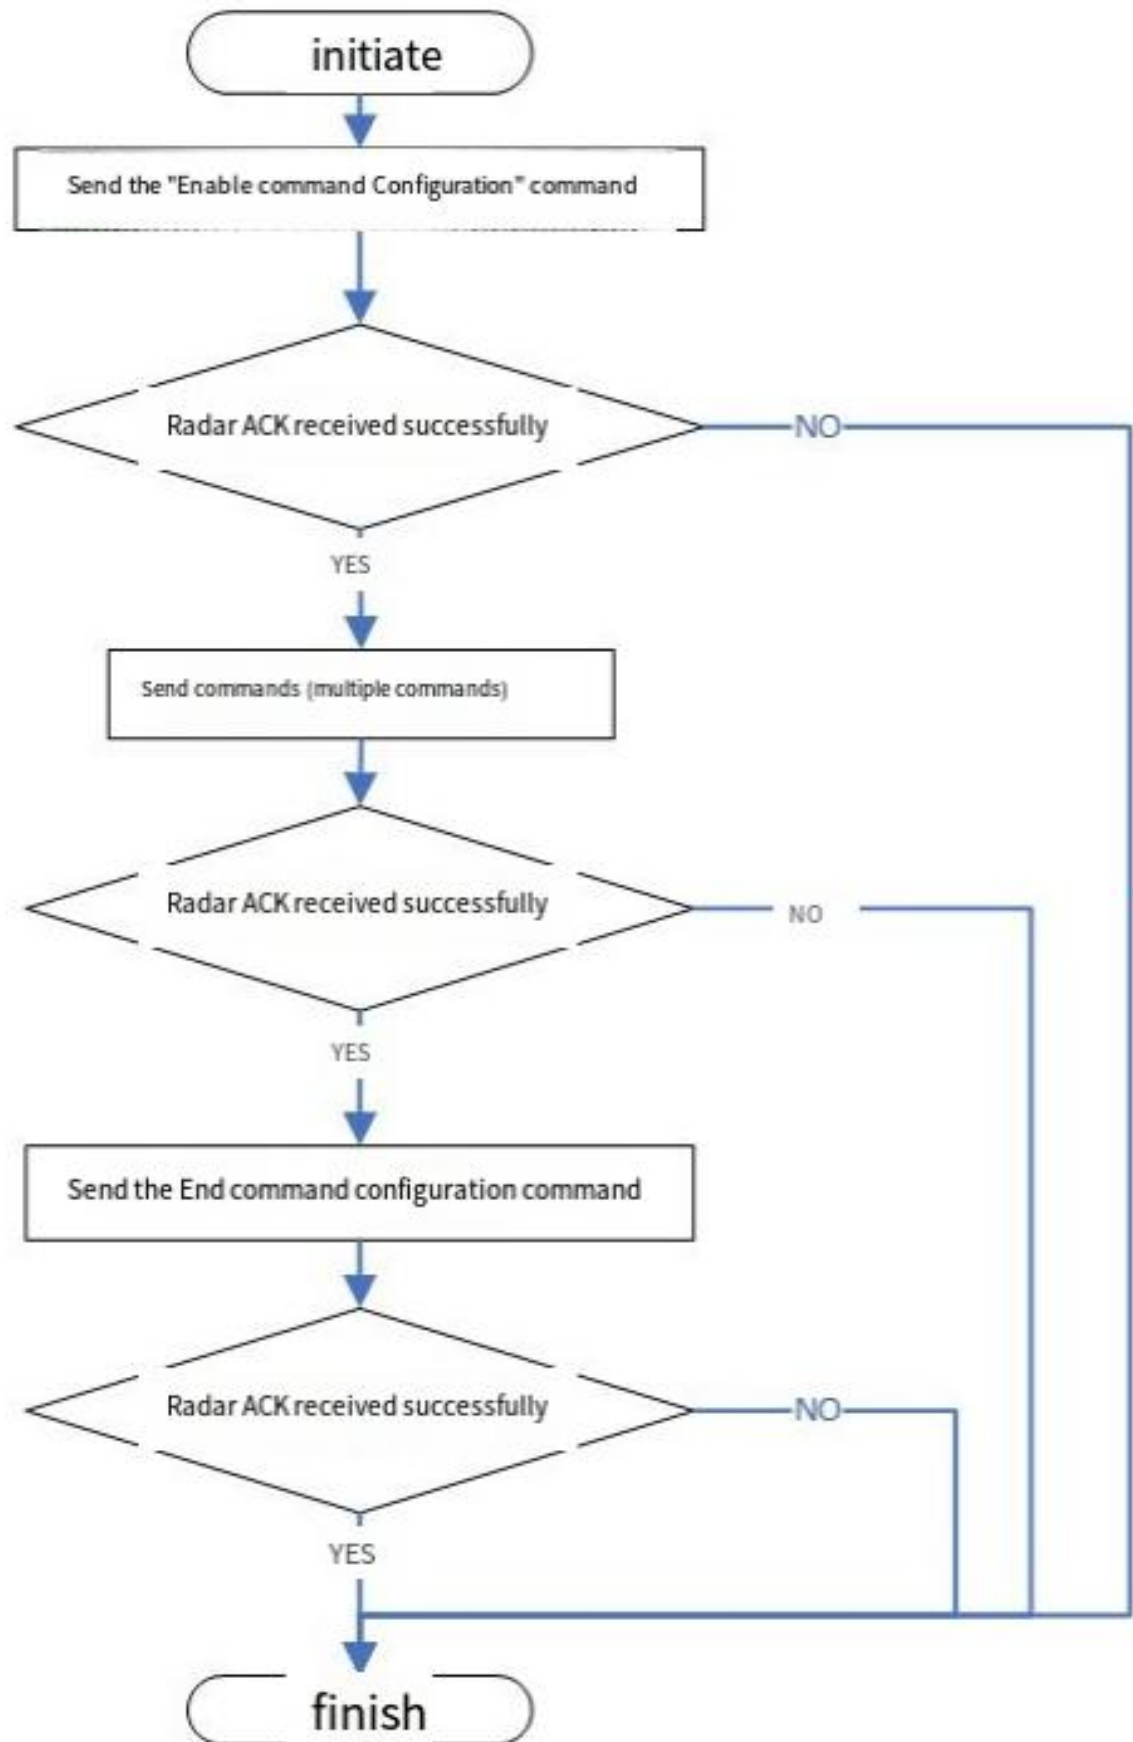 initiate
Send the "Enable command Configuration" command
Radar ACK received successfully
NO
YES
Send commands (multiple commands)
Radar ACK received successfully
NO
YES
Send the End command configuration command
Radar ACK received successfully
NO
YES
finish